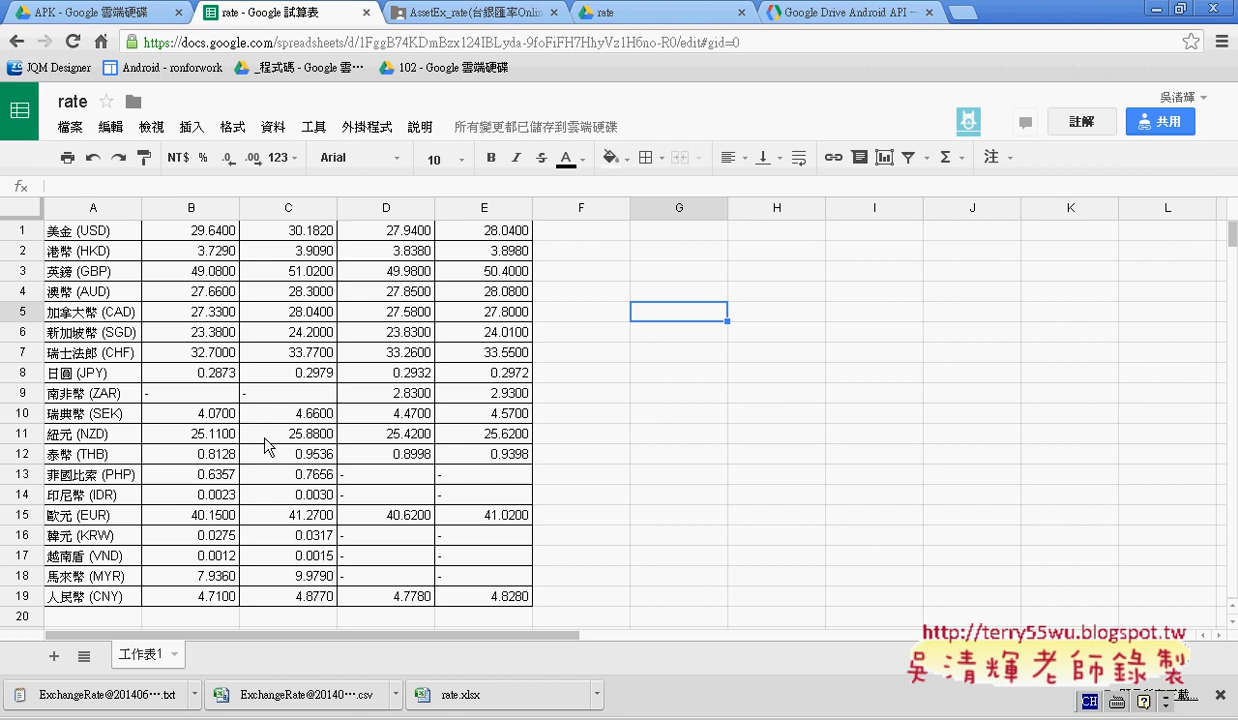 APK - Google 雲端硬碟
rate - Google 試算表
AssetEx_rate(台銀匯率Onlin
rate
Google Drive Android API —
https://docs.google.com/spreadsheets/d/1FggB74KDmBzx124IBLyda-9foFiFH7HhyVz1H6no-R0/edit#gid=0
JQM Designer
Android - ronforwork
_程式碼 - Google 雲…
102 - Google 雲端硬碟
rate
吳清輝
檔案 編輯 檢視 插入 格式 資料 工具 外掛程式 說明 所有變更都已儲存到雲端硬碟
註解
共用
NT$ % .0 .00 123 Arial 10 B I S A Σ 注
fx
A B C D E F G H I J K L
1 美金 (USD) 29.6400 30.1820 27.9400 28.0400
2 港幣 (HKD) 3.7290 3.9090 3.8380 3.8980
3 英鎊 (GBP) 49.0800 51.0200 49.9800 50.4000
4 澳幣 (AUD) 27.6600 28.3000 27.8500 28.0800
5 加拿大幣 (CAD) 27.3300 28.0400 27.5800 27.8000
6 新加坡幣 (SGD) 23.3800 24.2000 23.8300 24.0100
7 瑞士法郎 (CHF) 32.7000 33.7700 33.2600 33.5500
8 日圓 (JPY) 0.2873 0.2979 0.2932 0.2972
9 南非幣 (ZAR) - - 2.8300 2.9300
10 瑞典幣 (SEK) 4.0700 4.6600 4.4700 4.5700
11 紐元 (NZD) 25.1100 25.8800 25.4200 25.6200
12 泰幣 (THB) 0.8128 0.9536 0.8998 0.9398
13 菲國比索 (PHP) 0.6357 0.7656 - -
14 印尼幣 (IDR) 0.0023 0.0030 - -
15 歐元 (EUR) 40.1500 41.2700 40.6200 41.0200
16 韓元 (KRW) 0.0275 0.0317 - -
17 越南盾 (VND) 0.0012 0.0015 - -
18 馬來幣 (MYR) 7.9360 9.9790 - -
19 人民幣 (CNY) 4.7100 4.8770 4.7780 4.8280
20
http://terry55wu.blogspot.tw
吳清輝老師錄製
工作表1
ExchangeRate@201406….txt
ExchangeRate@20140….csv
rate.xlsx
CH